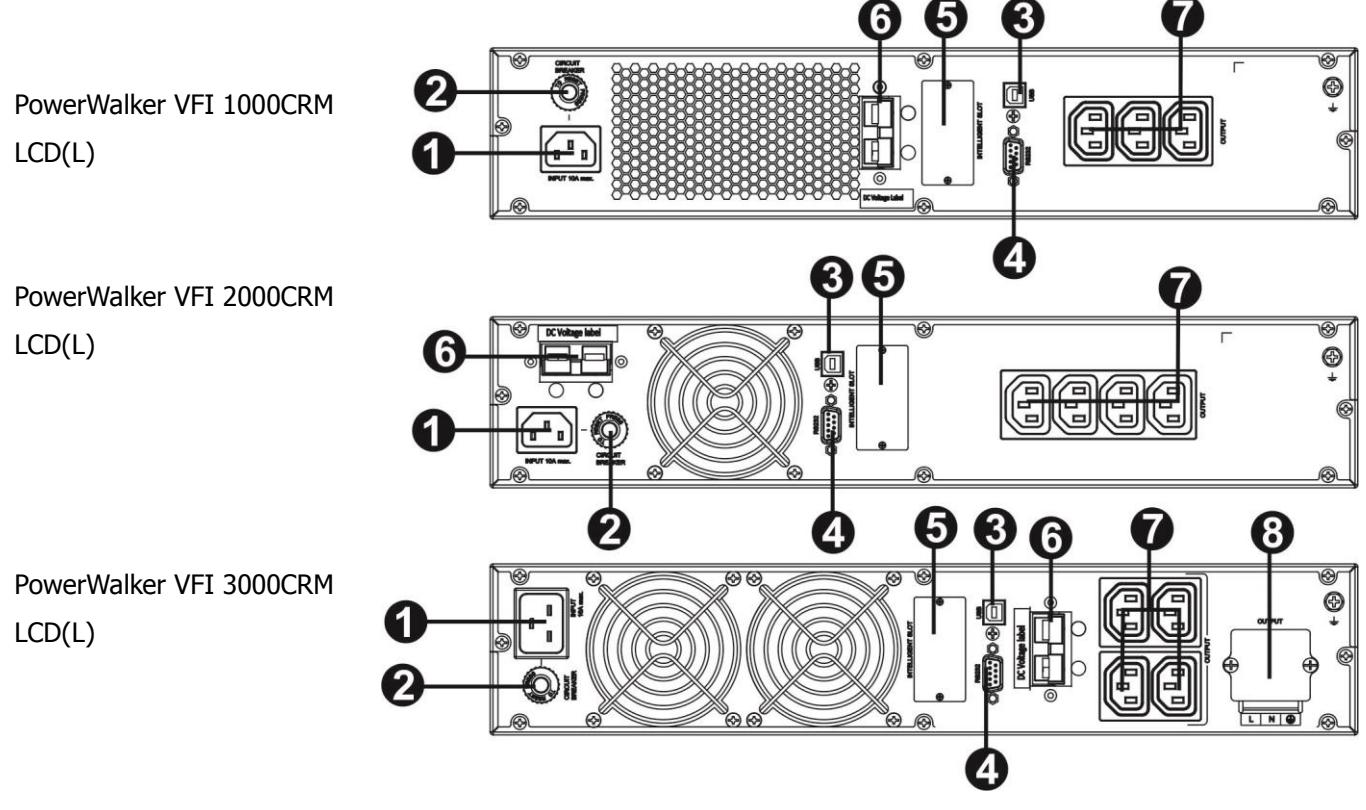 6 5 3 7
CIRCUIT
BREAKER
2
PowerWalker VFI 1000CRM
LCD(L)
USB
INTELLIGENT SLOT
RS232
OUTPUT
1
INPUT 10A max.
DC Voltage Label
4
3 5 7
PowerWalker VFI 2000CRM
LCD(L)
DC Voltage label
6
USB
INTELLIGENT SLOT
RS232
OUTPUT
1
INPUT 10A max.
CIRCUIT
BREAKER
2 4
5 3 6 7 8
PowerWalker VFI 3000CRM
LCD(L)
1
INPUT
10A max.
USB
INTELLIGENT SLOT
RS232
DC Voltage label
OUTPUT
OUTPUT
2
CIRCUIT
BREAKER
L N
4